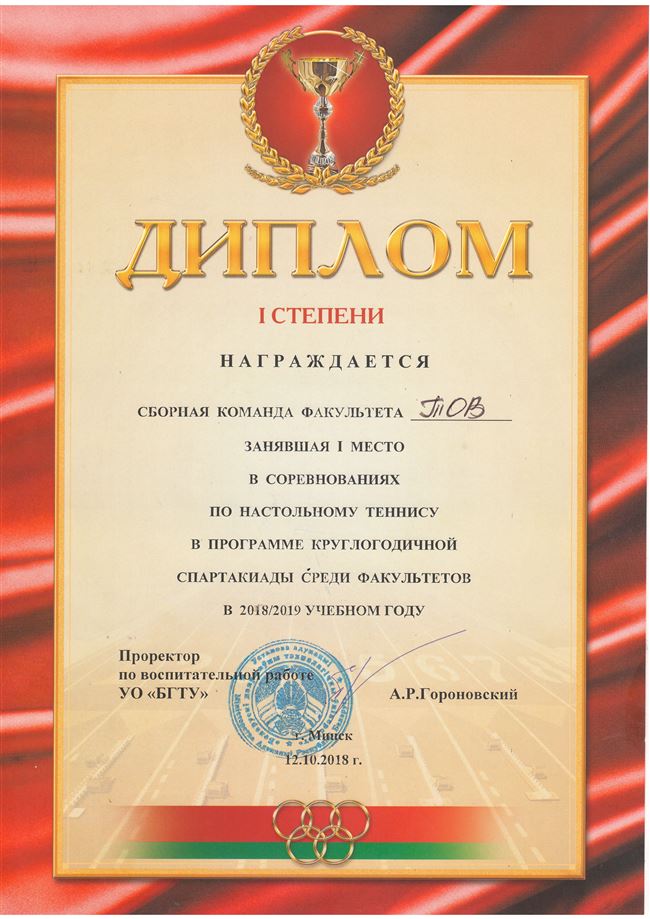 ДИПЛОМ
I СТЕПЕНИ
НАГРАЖДАЕТСЯ
СБОРНАЯ КОМАНДА ФАКУЛЬТЕТА ТОВ
ЗАНЯВШАЯ I МЕСТО
В СОРЕВНОВАНИЯХ
ПО НАСТОЛЬНОМУ ТЕННИСУ
В ПРОГРАММЕ КРУГЛОГОДИЧНОЙ
СПАРТАКИАДЫ СРЕДИ ФАКУЛЬТЕТОВ
В 2018/2019 УЧЕБНОМ ГОДУ
Проректор
по воспитательной работе
УО «БГТУ»
А.Р.Гороновский
г. Минск
12.10.2018 г.